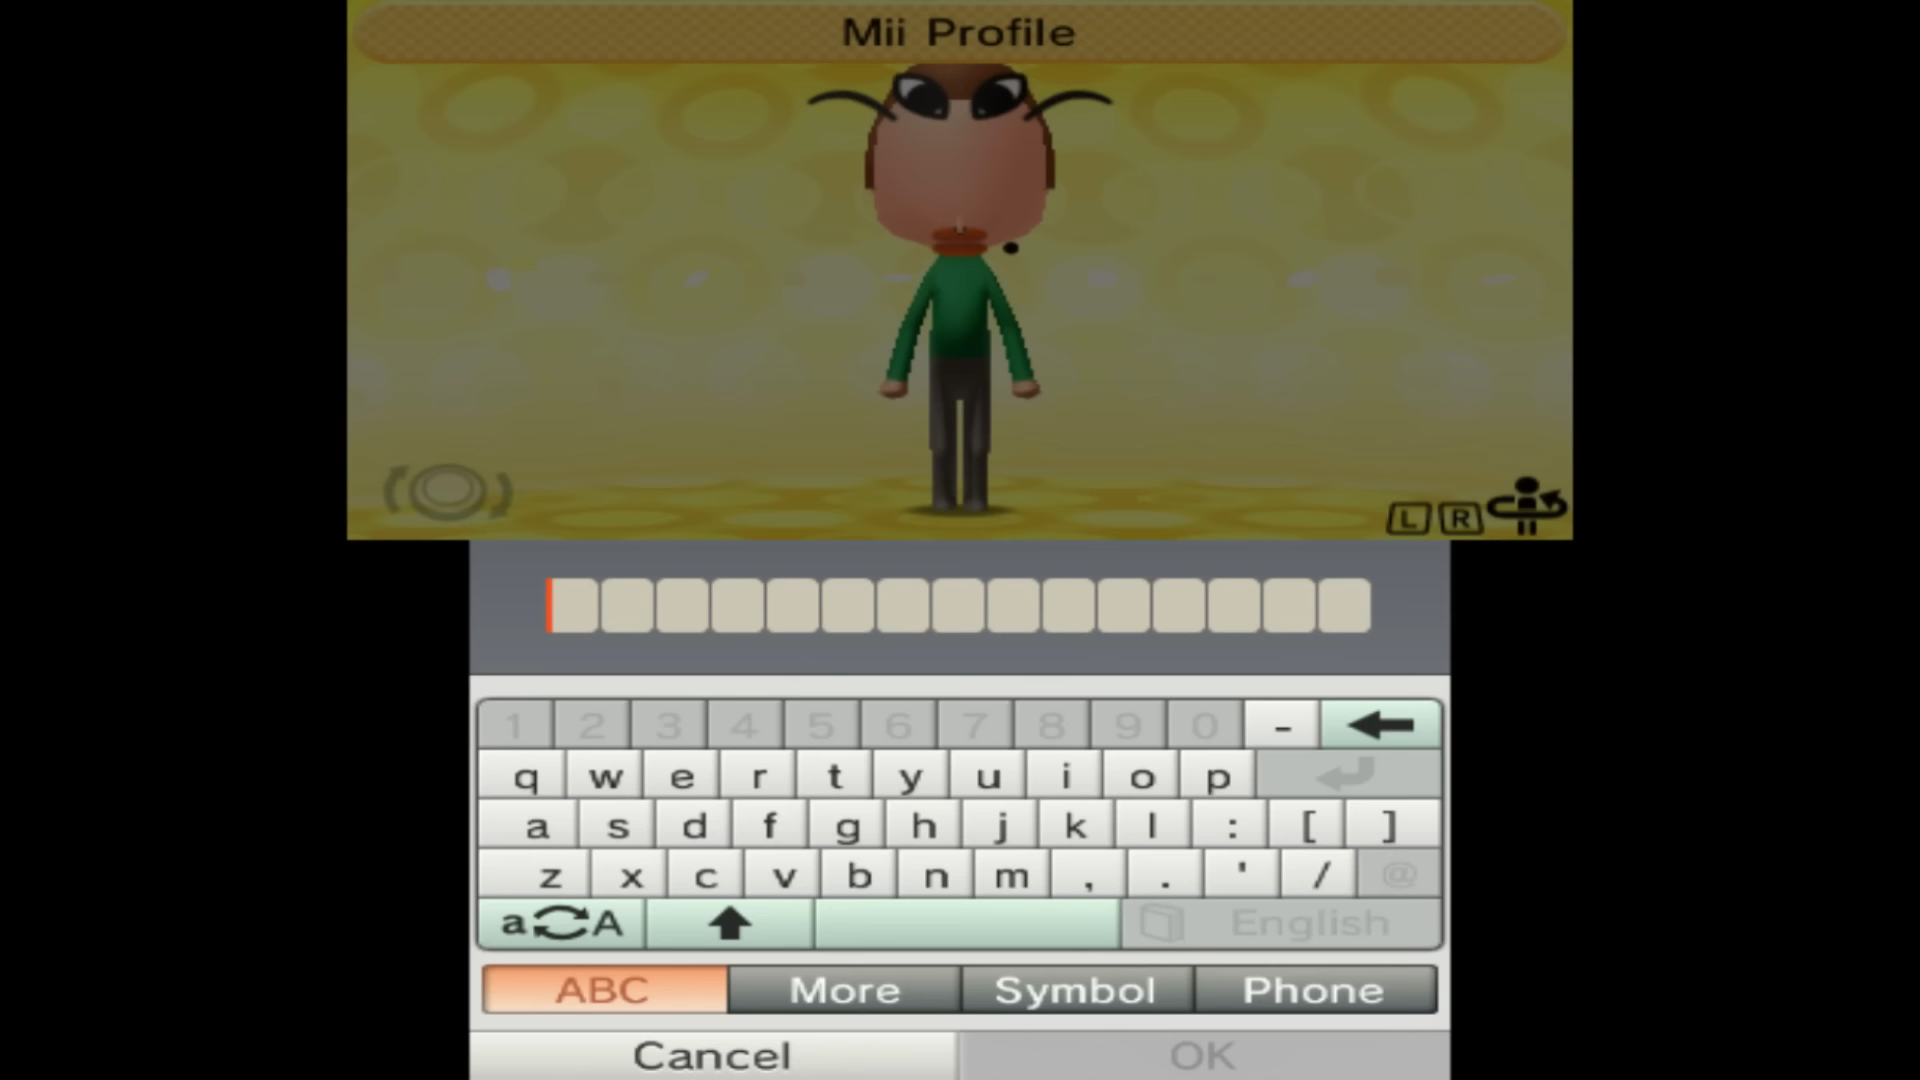 Mii Profile
L R
1 2 3 4 5 6 7 8 9 0 -
q w e r t y u i o p
a s d f g h j k l : [ ]
z x c v b n m , . ' / @
a A English
ABC More Symbol Phone
Cancel OK